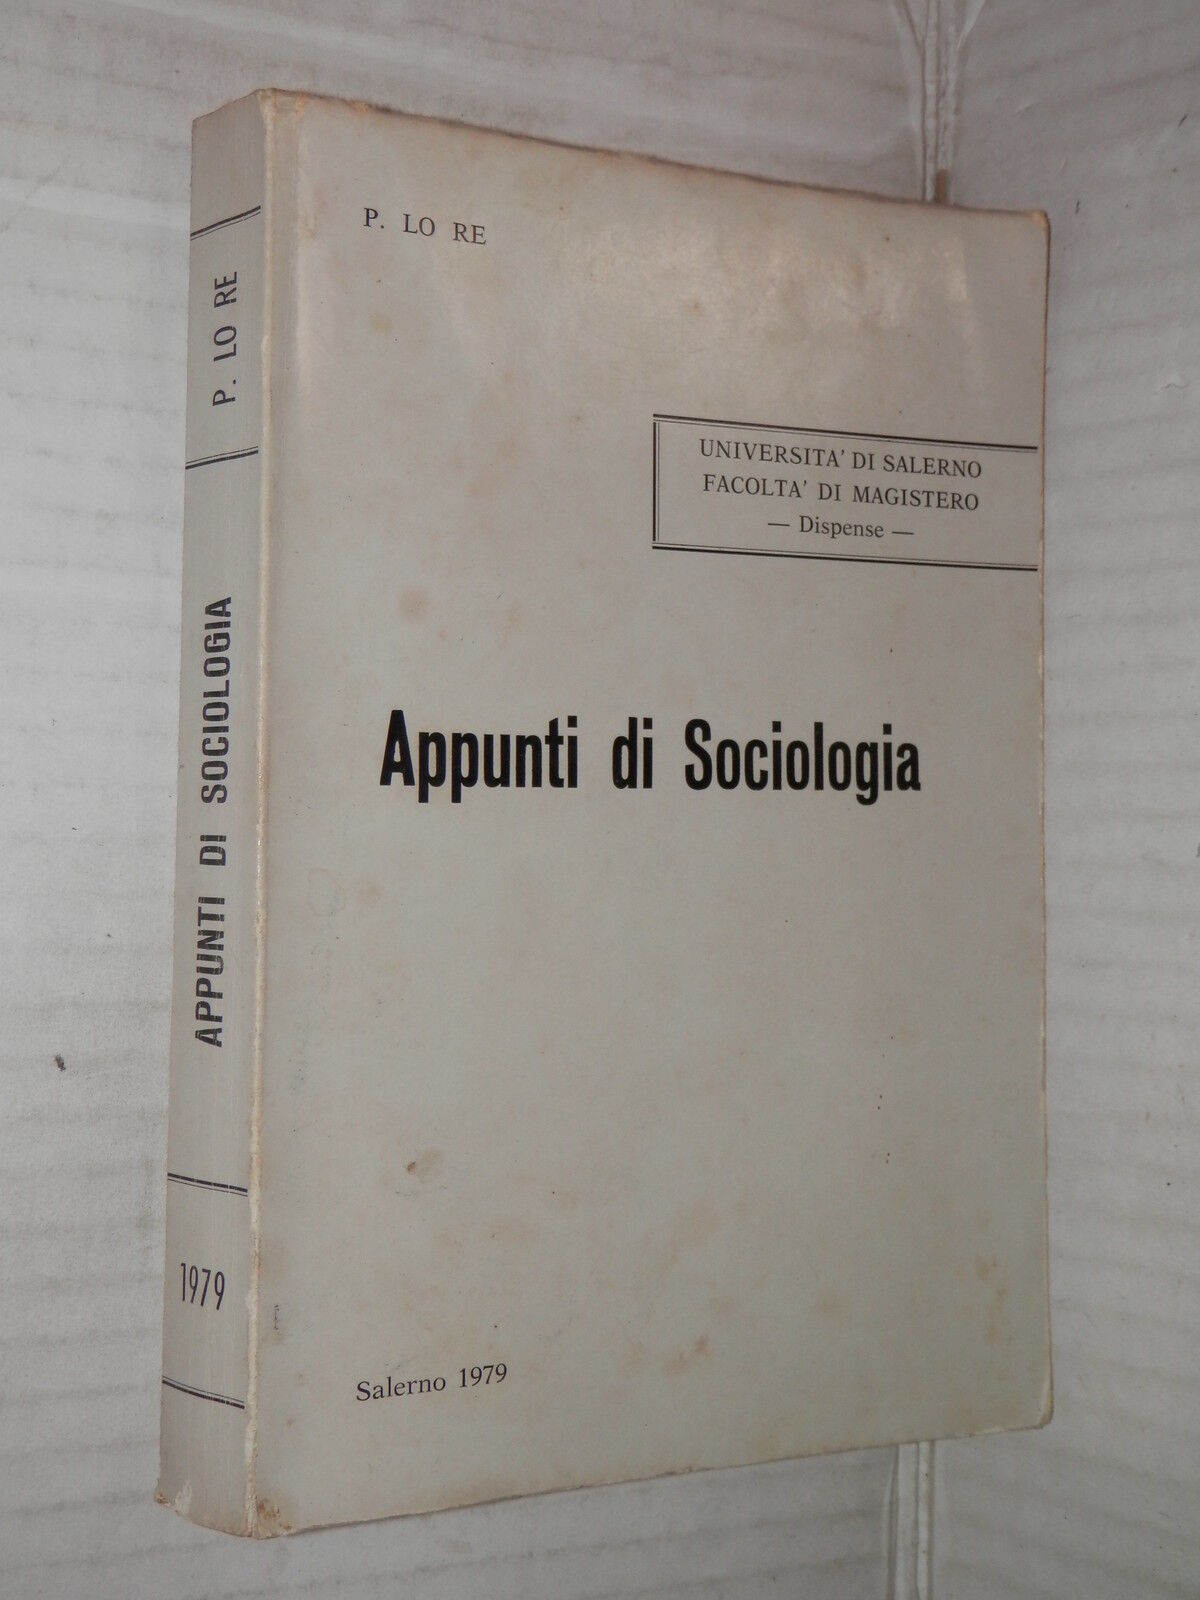 P. LO RE
UNIVERSITA' DI SALERNO
FACOLTA' DI MAGISTERO
— Dispense —
Appunti di Sociologia
Salerno 1979
P. LO RE
APPUNTI DI SOCIOLOGIA
1979